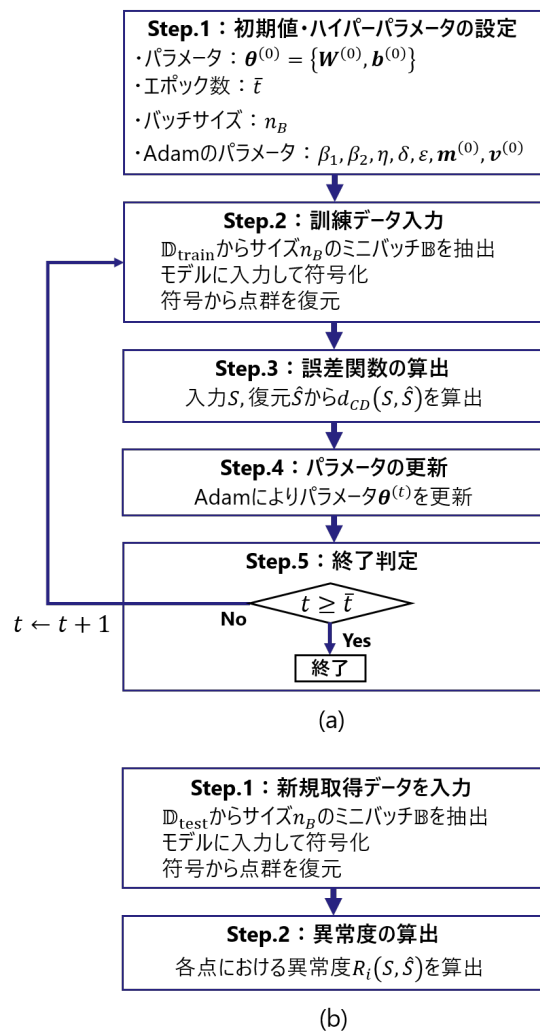 Step.1：初期値・ハイパーパラメータの設定
・パラメータ： 𝜽⁽⁰⁾ = {𝑾⁽⁰⁾, 𝒃⁽⁰⁾}
・エポック数： t̄
・バッチサイズ： n_B
・Adamのパラメータ： β₁, β₂, η, δ, ε, 𝒎⁽⁰⁾, 𝒗⁽⁰⁾
Step.2：訓練データ入力
𝔻_trainからサイズn_Bのミニバッチ𝔹を抽出
モデルに入力して符号化
符号から点群を復元
Step.3：誤差関数の算出
入力S, 復元Ŝからd_CD(S, Ŝ)を算出
Step.4：パラメータの更新
Adamによりパラメータ𝜽⁽ᵗ⁾を更新
Step.5：終了判定
t ≥ t̄
No
t ← t + 1
Yes
終了
(a)
Step.1：新規取得データを入力
𝔻_testからサイズn_Bのミニバッチ𝔹を抽出
モデルに入力して符号化
符号から点群を復元
Step.2：異常度の算出
各点における異常度R_i(S, Ŝ)を算出
(b)